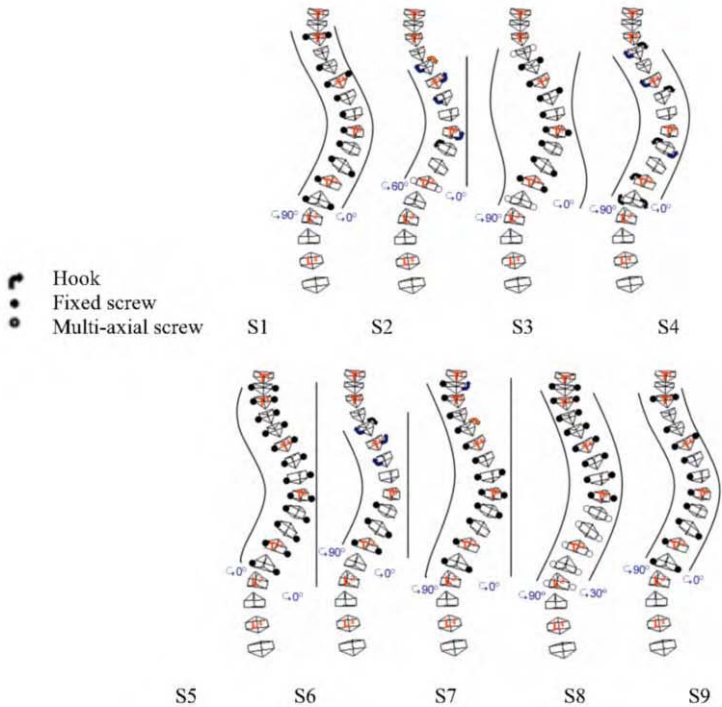 ↪90° ↪0° ↪60° ↪0° ↪90° ↪0° ↪90° ↪0°
Hook
Fixed screw
Multi-axial screw S1 S2 S3 S4
↪0° ↪0° ↪90° ↪0° ↪90° ↪0° ↪90° ↪30° ↪90° ↪0°
S5 S6 S7 S8 S9